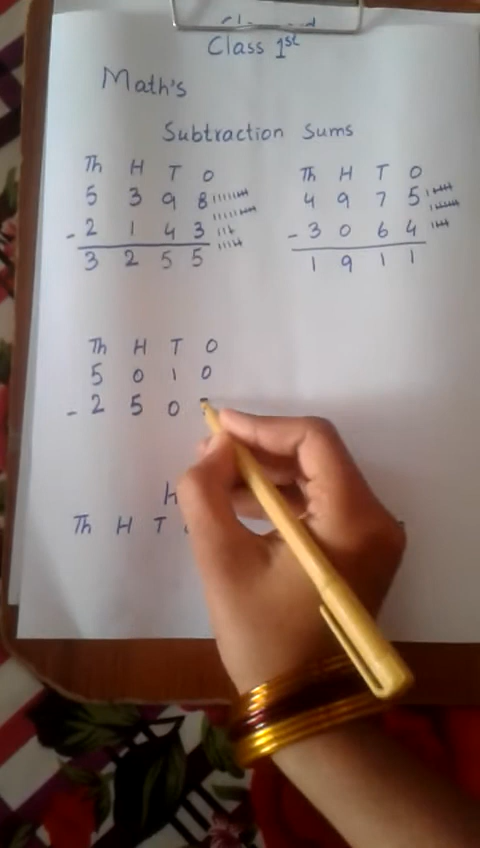 Class 1st
Math's
Subtraction Sums
Th H T O
5 3 9 8
- 2 1 4 3
3 2 5 5
Th H T O
4 9 7 5
- 3 0 6 4
1 9 1 1
Th H T O
5 0 1 0
- 2 5 0
Th H T